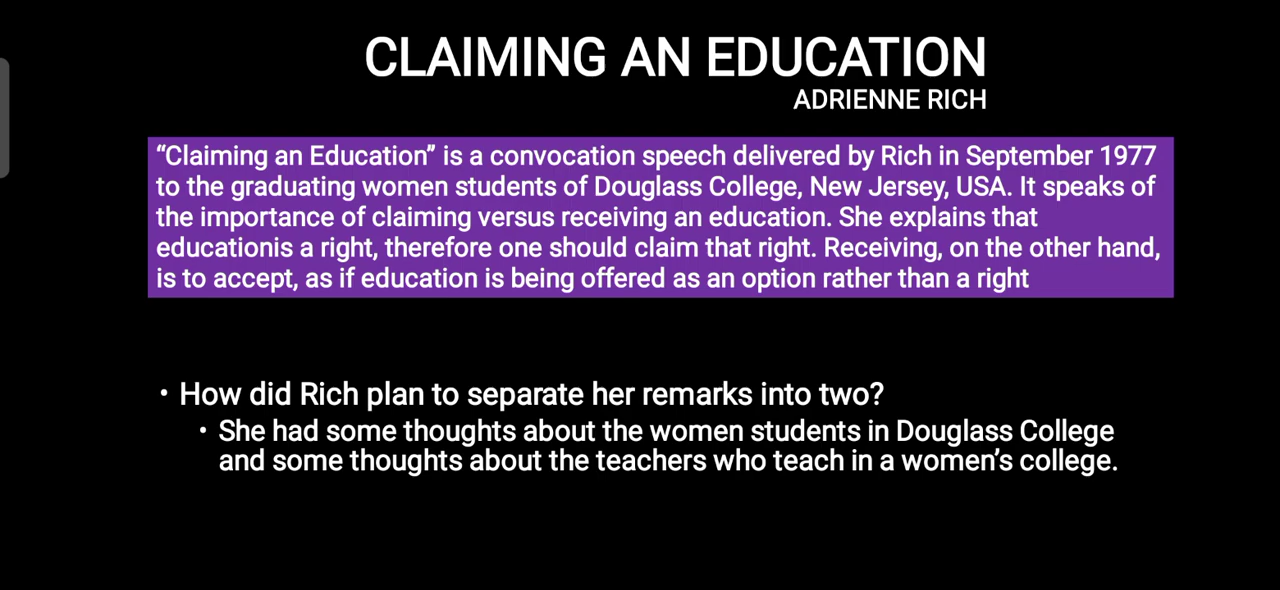 CLAIMING AN EDUCATION
ADRIENNE RICH
“Claiming an Education” is a convocation speech delivered by Rich in September 1977
to the graduating women students of Douglass College, New Jersey, USA. It speaks of
the importance of claiming versus receiving an education. She explains that
educationis a right, therefore one should claim that right. Receiving, on the other hand,
is to accept, as if education is being offered as an option rather than a right
• How did Rich plan to separate her remarks into two?
• She had some thoughts about the women students in Douglass College
and some thoughts about the teachers who teach in a women’s college.